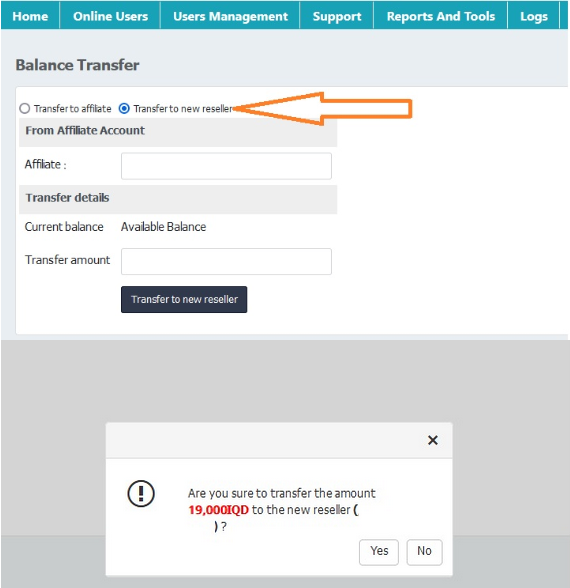 Home Online Users Users Management Support Reports And Tools Logs
Balance Transfer
Transfer to affiliate Transfer to new reseller
From Affiliate Account
Affiliate :
Transfer details
Current balance Available Balance
Transfer amount
Transfer to new reseller
×
Are you sure to transfer the amount
19,000IQD to the new reseller (
) ?
Yes No